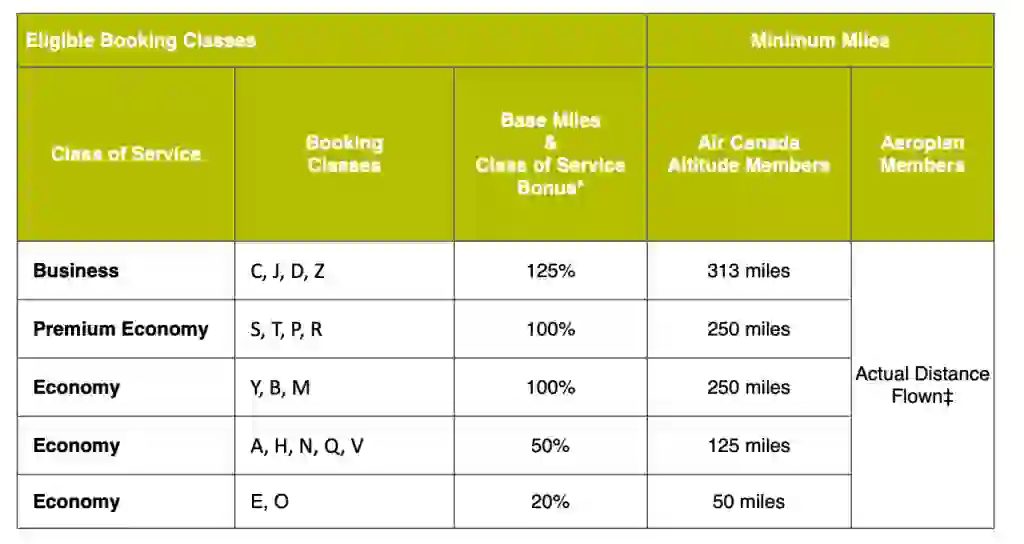 Eligible Booking Classes Minimum Miles
Class of Service
Booking
Classes
Base Miles
&
Class of Service
Bonus*
Air Canada
Altitude Members
Aeroplan
Members
Business C, J, D, Z 125% 313 miles
Premium Economy S, T, P, R 100% 250 miles
Economy Y, B, M 100% 250 miles
Actual Distance
Flown‡
Economy A, H, N, Q, V 50% 125 miles
Economy E, O 20% 50 miles